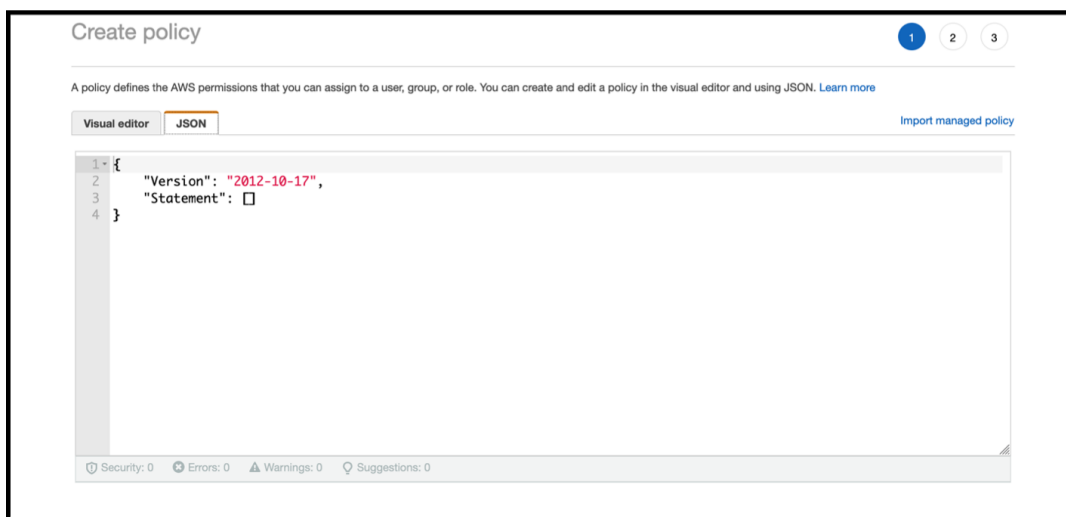 Create policy
1 2 3
A policy defines the AWS permissions that you can assign to a user, group, or role. You can create and edit a policy in the visual editor and using JSON. Learn more
Visual editor JSON Import managed policy
1 {
2 "Version": "2012-10-17",
3 "Statement": []
4 }
Security: 0 Errors: 0 Warnings: 0 Suggestions: 0